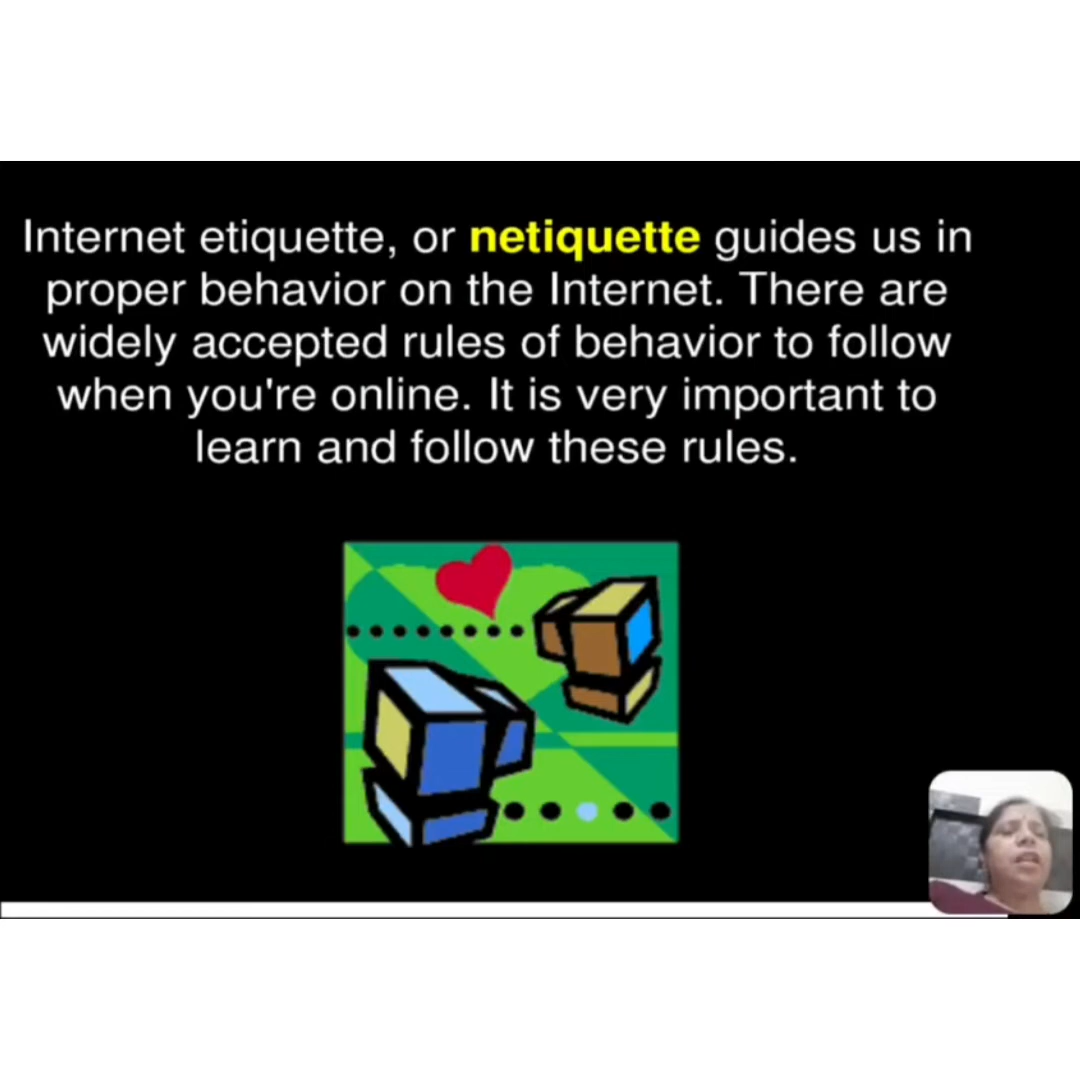 Internet etiquette, or netiquette guides us in
proper behavior on the Internet. There are
widely accepted rules of behavior to follow
when you're online. It is very important to
learn and follow these rules.